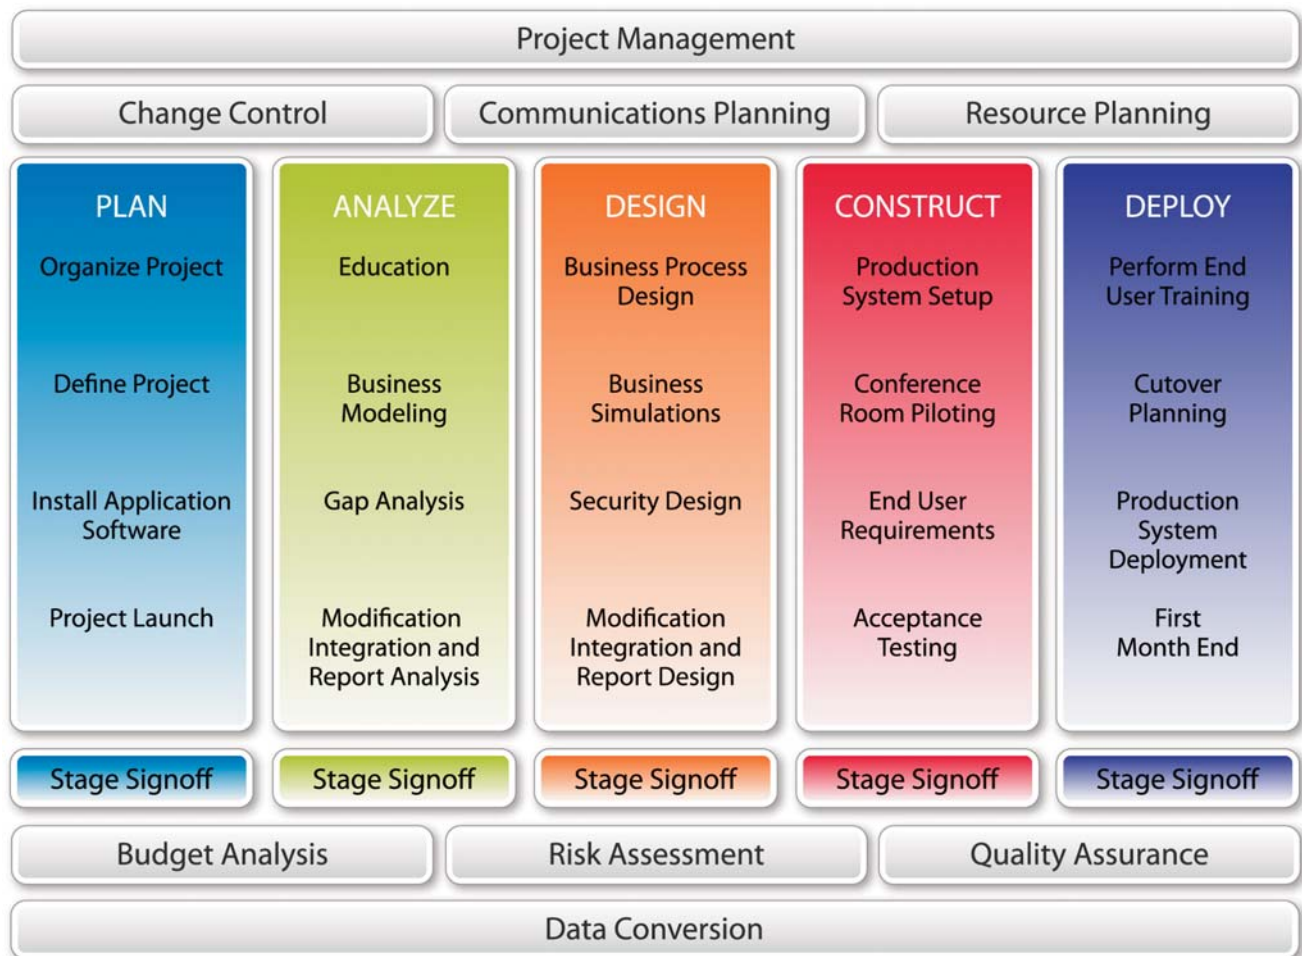 Project Management
Change Control
Communications Planning
Resource Planning
PLAN
Organize Project
Define Project
Install Application
Software
Project Launch
ANALYZE
Education
Business
Modeling
Gap Analysis
Modification
Integration and
Report Analysis
DESIGN
Business Process
Design
Business
Simulations
Security Design
Modification
Integration and
Report Design
CONSTRUCT
Production
System Setup
Conference
Room Piloting
End User
Requirements
Acceptance
Testing
DEPLOY
Perform End
User Training
Cutover
Planning
Production
System
Deployment
First
Month End
Stage Signoff
Stage Signoff
Stage Signoff
Stage Signoff
Stage Signoff
Budget Analysis
Risk Assessment
Quality Assurance
Data Conversion